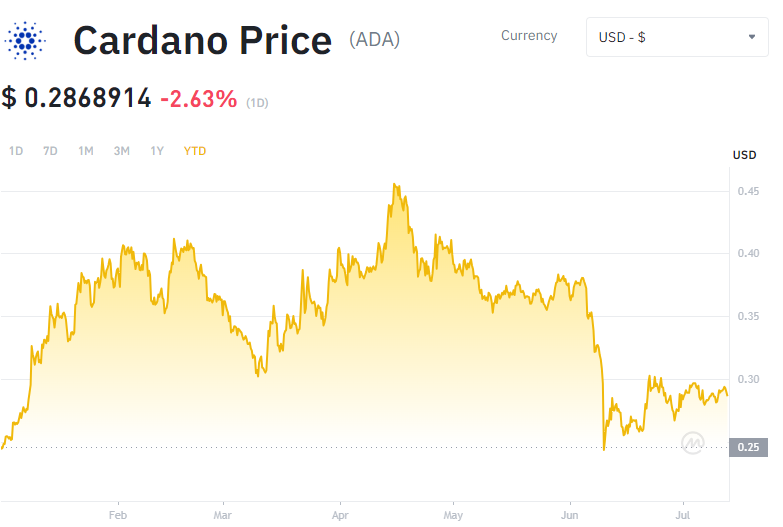 Cardano Price (ADA)
Currency
USD - $
$ 0.2868914 -2.63% (1D)
1D 7D 1M 3M 1Y YTD
USD
0.45
0.40
0.35
0.30
0.25
Feb Mar Apr May Jun Jul